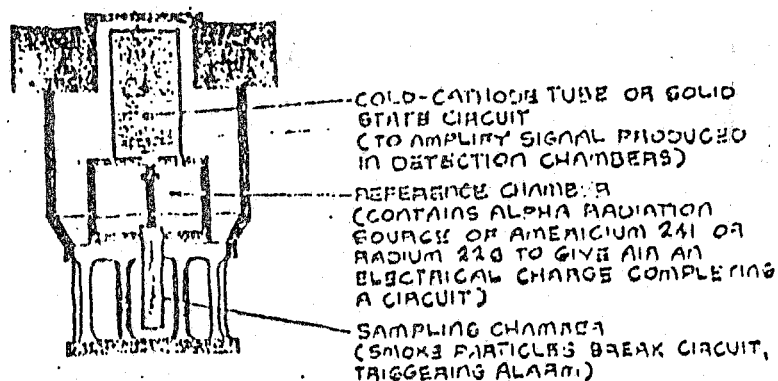 COLD-CATHODE TUBE OR SOLID
STATE CIRCUIT
(TO AMPLIFY SIGNAL PRODUCED
IN DETECTION CHAMBERS)
REFERENCE CHAMBER
(CONTAINS ALPHA RADIATION
SOURCE OF AMERICIUM 241 OR
RADIUM 226 TO GIVE AIR AN
ELECTRICAL CHARGE COMPLETING
A CIRCUIT)
SAMPLING CHAMBER
(SMOKE PARTICLES BREAK CIRCUIT,
TRIGGERING ALARM)